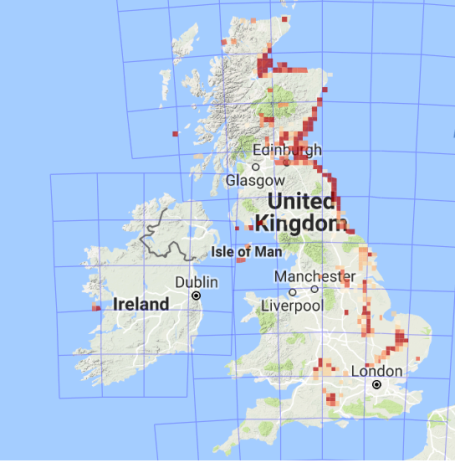 Edinburgh
Glasgow
United
Kingdom
Isle of Man
Manchester
Dublin
Ireland
Liverpool
London